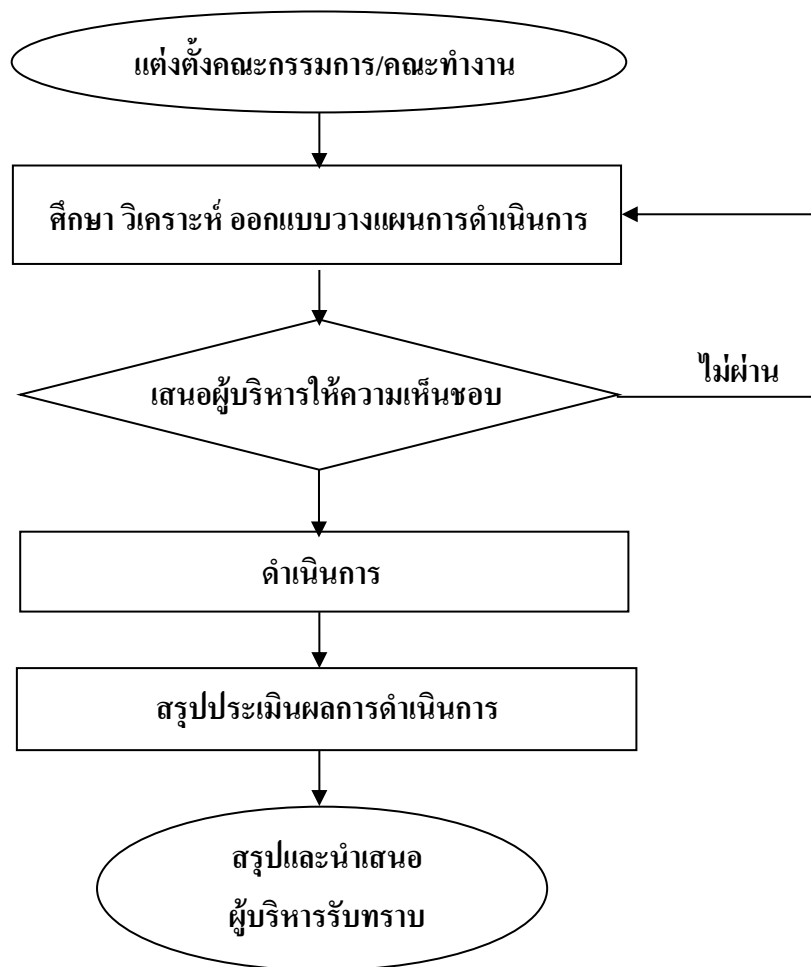 แต่งตั้งคณะกรรมการ/คณะทำงาน
ศึกษา วิเคราะห์ ออกแบบวางแผนการดำเนินการ
เสนอผู้บริหารให้ความเห็นชอบ
ไม่ผ่าน
ดำเนินการ
สรุปประเมินผลการดำเนินการ
สรุปและนำเสนอ
ผู้บริหารรับทราบ